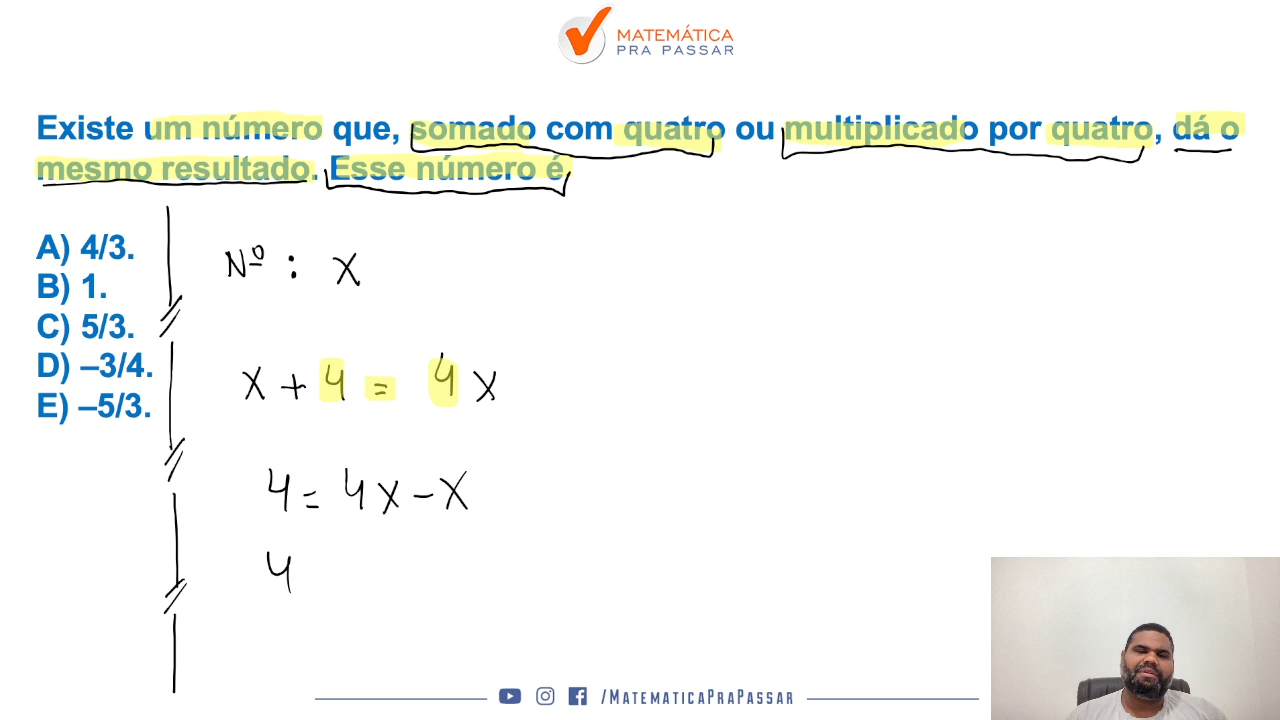 MATEMÁTICA
PRA PASSAR
Existe um número que, somado com quatro ou multiplicado por quatro, dá o
mesmo resultado. Esse número é
A) 4/3.
B) 1.
C) 5/3.
D) –3/4.
E) –5/3.
Nº : X
X + 4 = 4 X
4 = 4X - X
4
/MATEMATICAPRAPASSAR